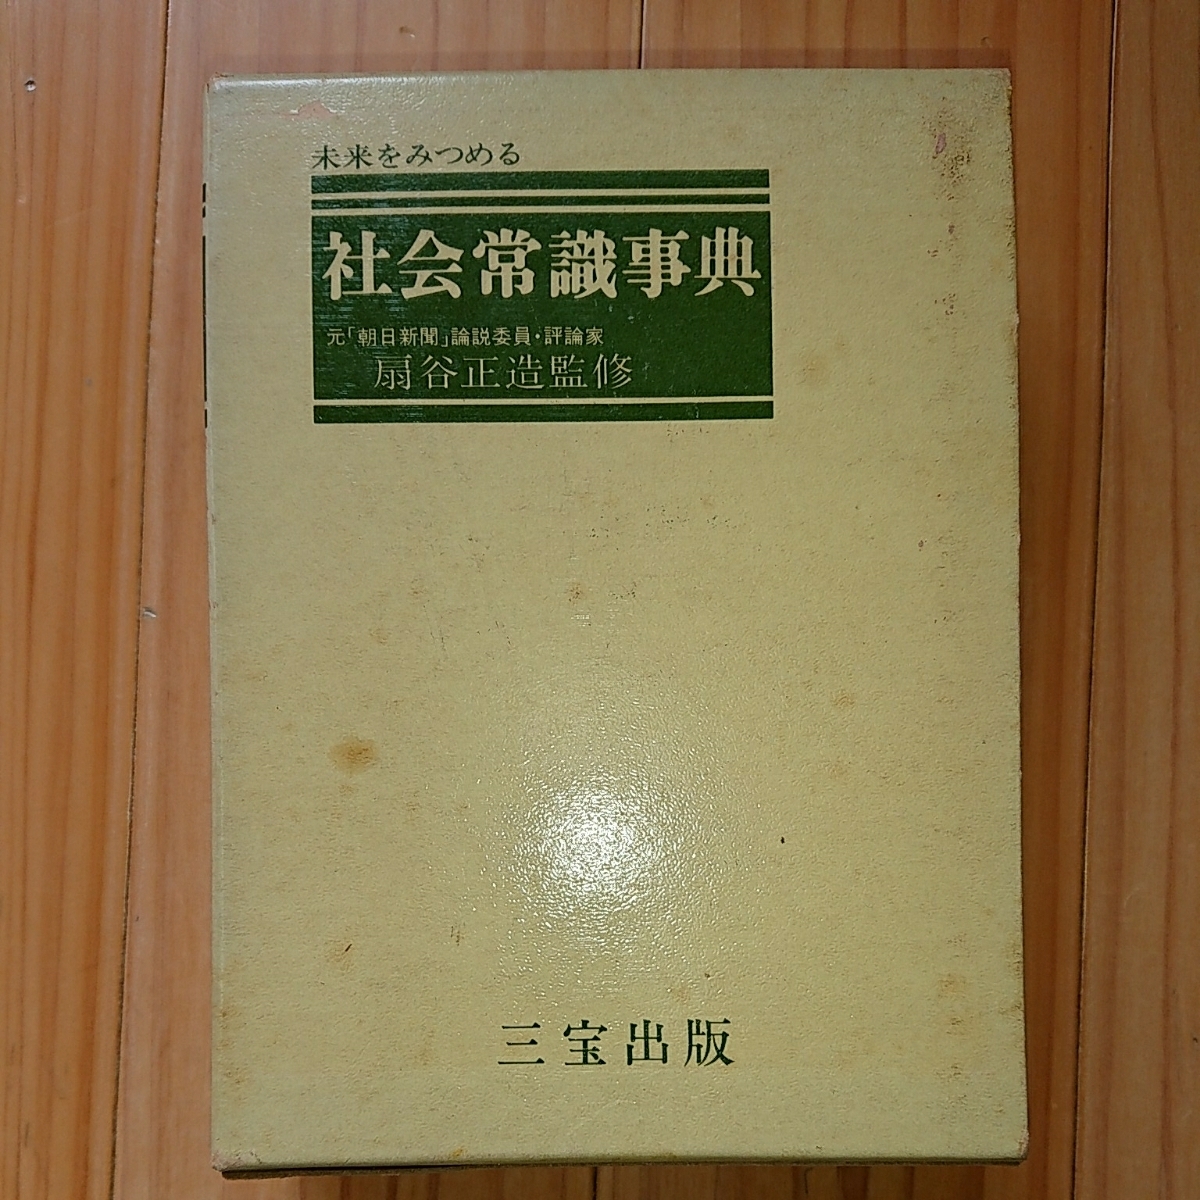 未来をみつめる
社会常識事典
元「朝日新聞」論説委員・評論家
扇谷正造監修
三宝出版